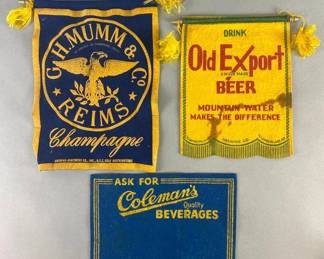 G.H. MUMM & Co
REIMS
Champagne
DRINK
Old Export
BEER
MOUNTAIN WATER
MAKES THE DIFFERENCE
ASK FOR
Coleman's
Quality
BEVERAGES